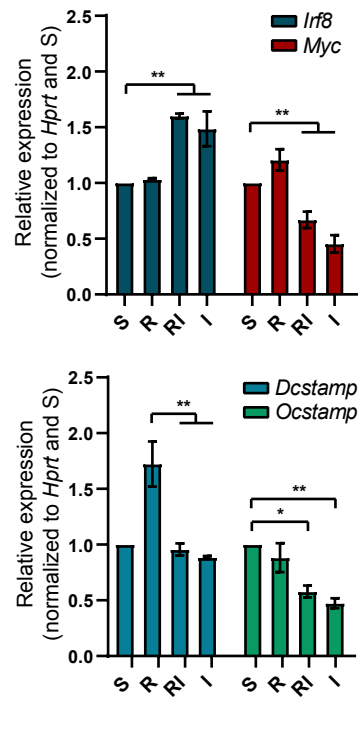 Irf8
Myc
Relative expression
(normalized to Hprt and S)
2.5
2.0
1.5
1.0
0.5
0.0
**
**
S R RI I S R RI I
Dcstamp
Ocstamp
Relative expression
(normalized to Hprt and S)
2.5
2.0
1.5
1.0
0.5
0.0
**
**
*
S R RI I S R RI I